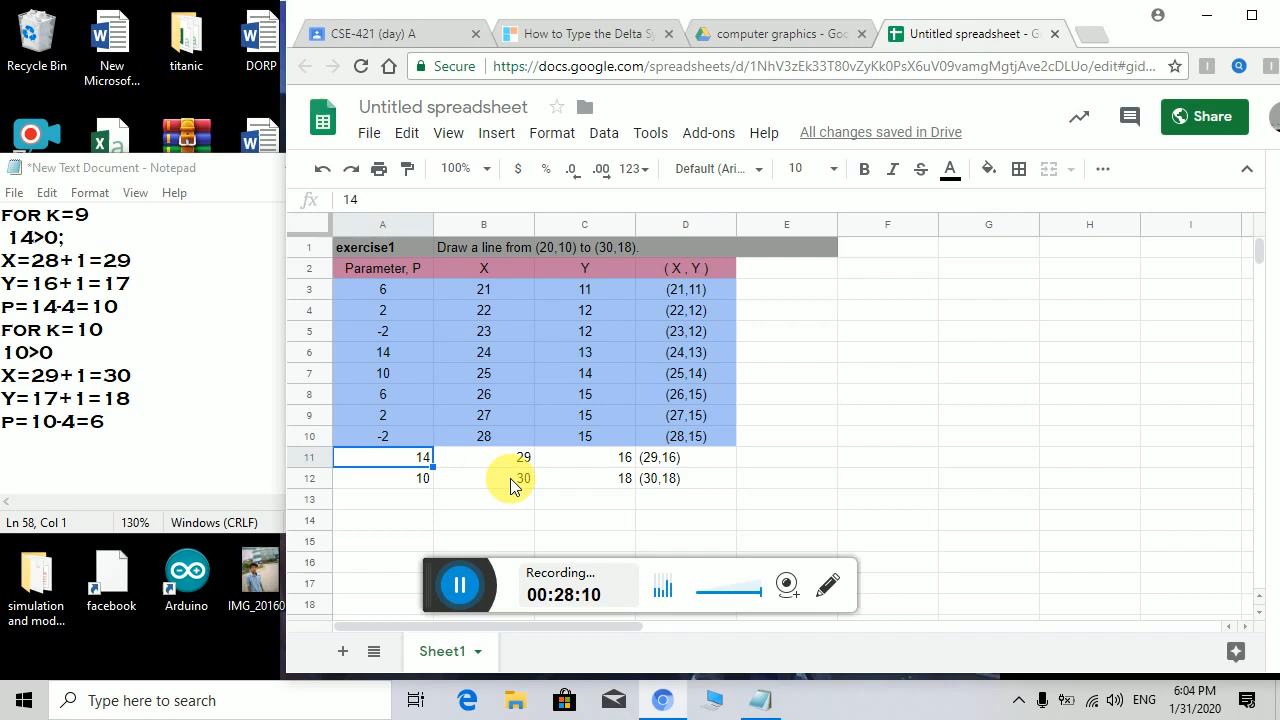 Recycle Bin
New Microsof...
titanic
DORP
*New Text Document - Notepad
File Edit Format View Help
FOR K=9
14>0;
X=28+1=29
Y=16+1=17
P=14-4=10
FOR K=10
10>0
X=29+1=30
Y=17+1=18
P=10-4=6
Ln 58, Col 1 130% Windows (CRLF)
simulation and mod...
facebook
Arduino
IMG_20160
CSE-421 (day) A
How to Type the Delta Sy
computer graphics - Goo
Untitled spreadsheet - G
Secure https://docs.google.com/spreadsheets/d/1NhV3zEB3T80vZyKk0PsX6uV09vamgMgtjAve2cDLUo/edit#gid...
Untitled spreadsheet
File Edit View Insert Format Data Tools Add-ons Help All changes saved in Drive
Share
100% $ % .0 .00 123 Default (Ari... 10 B I S A
fx 14
A B C D E F G H I
1 exercise1 Draw a line from (20,10) to (30,18).
2 Parameter, P X Y ( X , Y )
3 6 21 11 (21,11)
4 2 22 12 (22,12)
5 -2 23 12 (23,12)
6 14 24 13 (24,13)
7 10 25 14 (25,14)
8 6 26 15 (26,15)
9 2 27 15 (27,15)
10 -2 28 15 (28,15)
11 14 29 16 (29,16)
12 10 30 18 (30,18)
13
14
15
16
17
18
Recording...
00:28:10
Sheet1
Type here to search
ENG
6:04 PM
1/31/2020